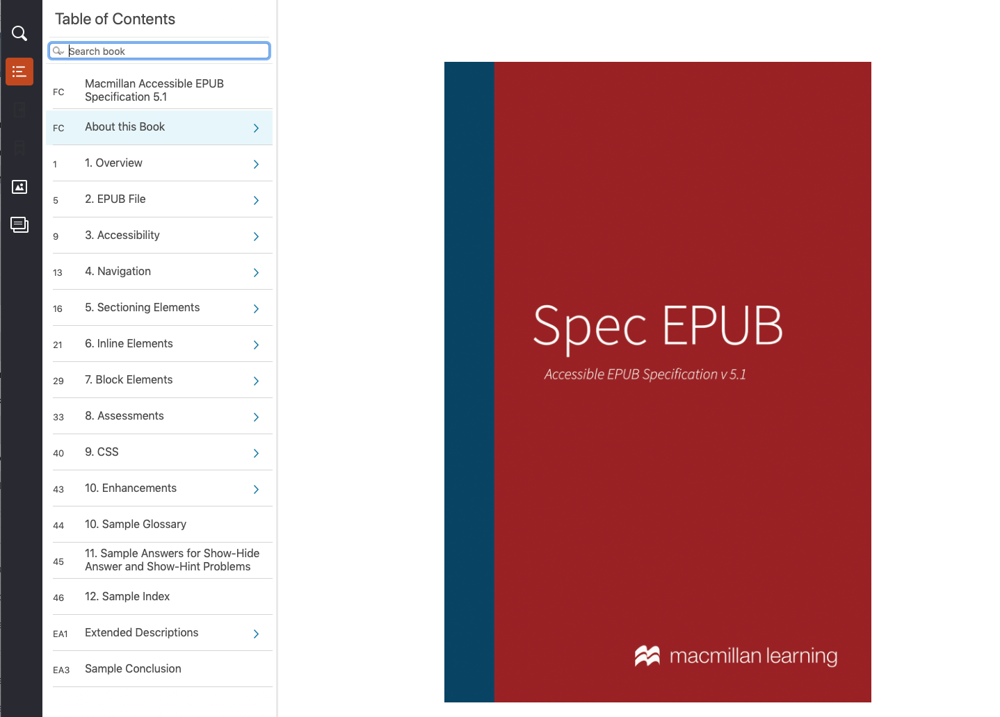 Table of Contents
Search book
FC
Macmillan Accessible EPUB
Specification 5.1
FC
About this Book
1
1. Overview
5
2. EPUB File
9
3. Accessibility
13
4. Navigation
16
5. Sectioning Elements
21
6. Inline Elements
29
7. Block Elements
33
8. Assessments
40
9. CSS
43
10. Enhancements
44
10. Sample Glossary
45
11. Sample Answers for Show-Hide
Answer and Show-Hint Problems
46
12. Sample Index
EA1
Extended Descriptions
EA3
Sample Conclusion
Spec EPUB
Accessible EPUB Specification v 5.1
macmillan learning